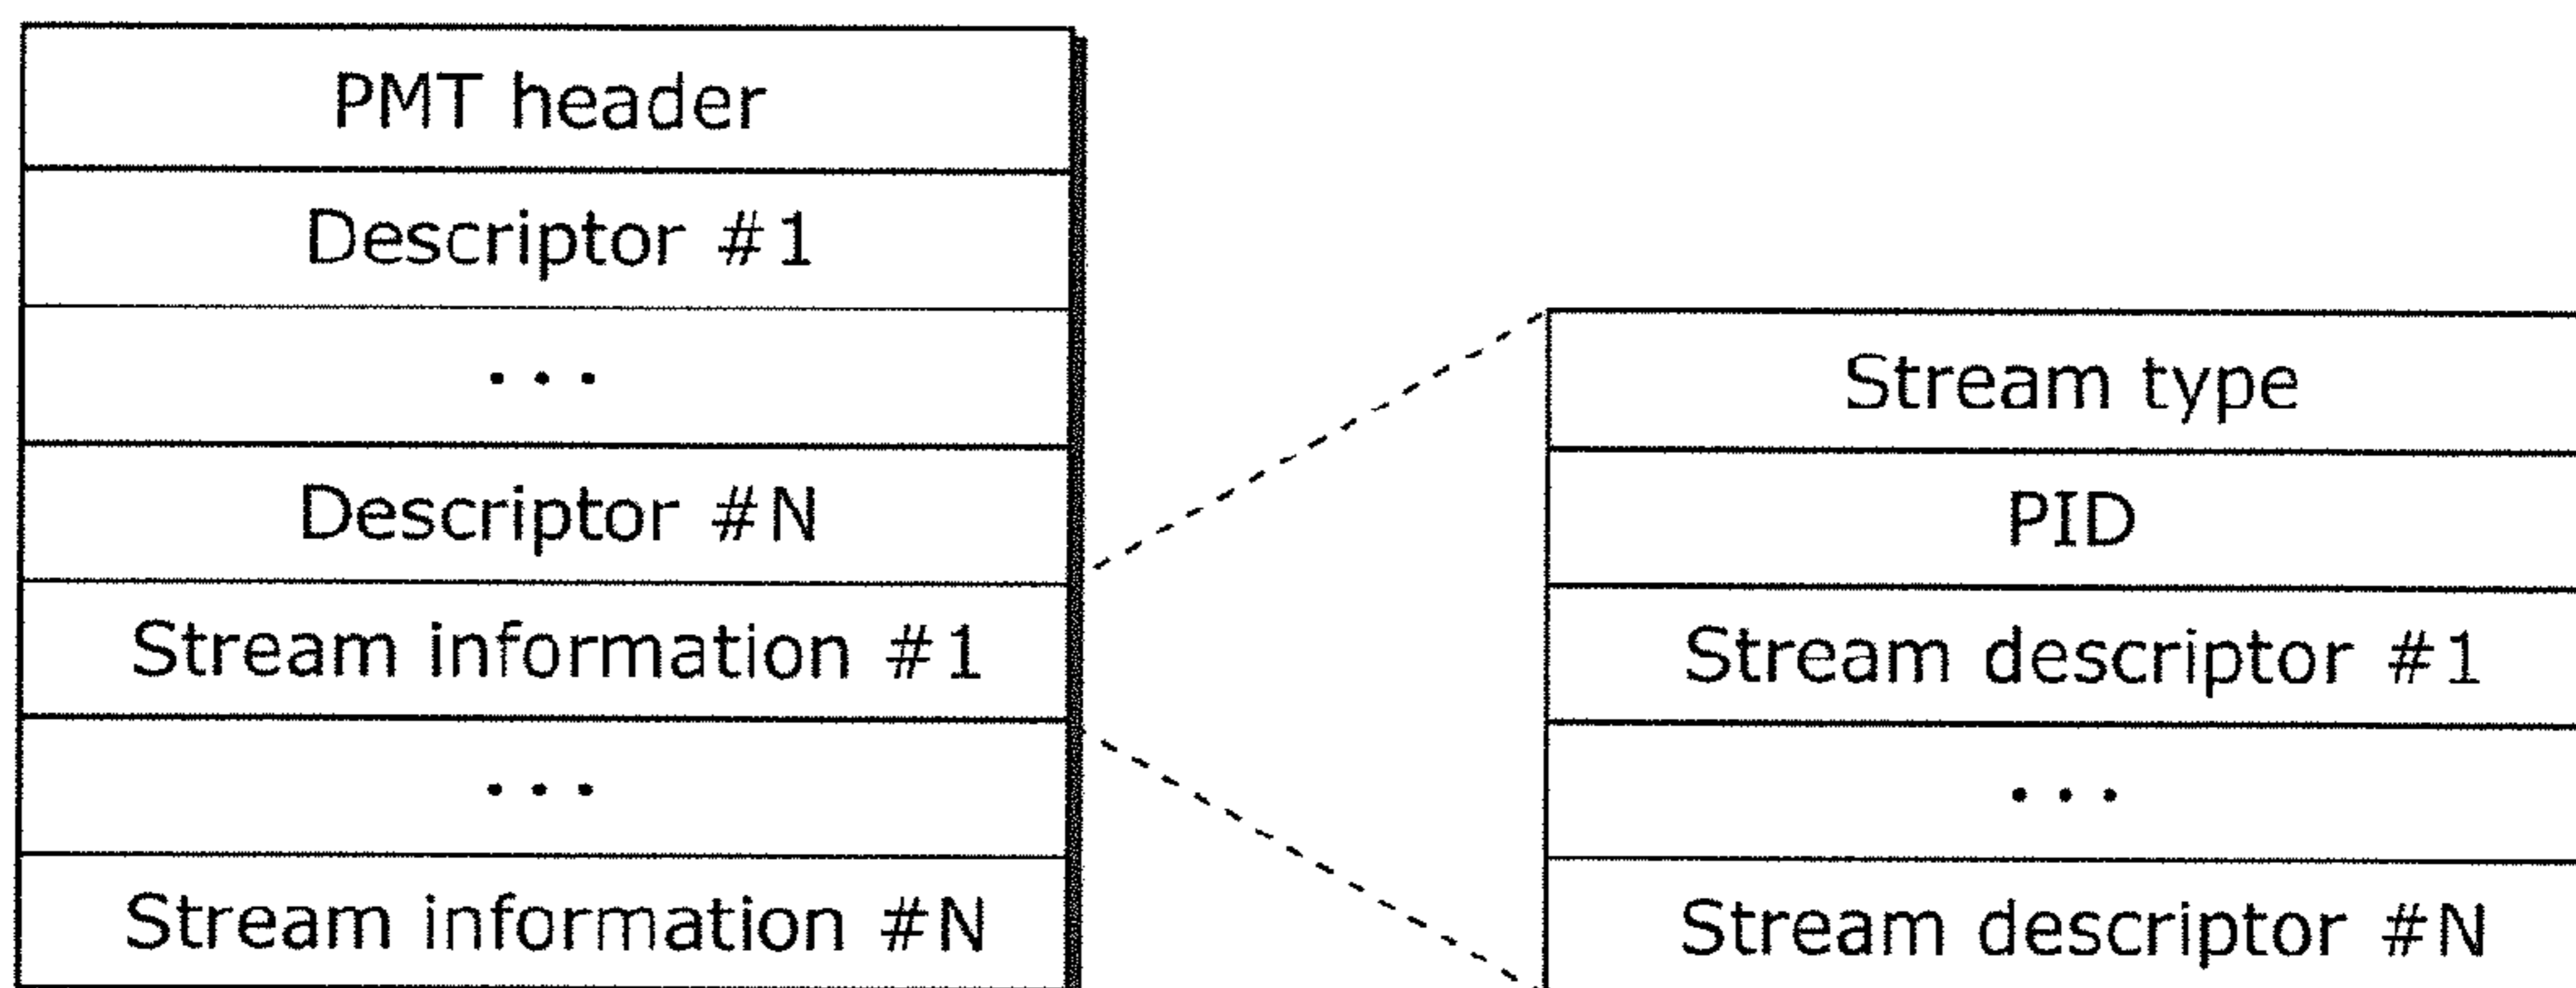 PMT header
Descriptor #1
...
Descriptor #N
Stream information #1
...
Stream information #N
Stream type
PID
Stream descriptor #1
...
Stream descriptor #N